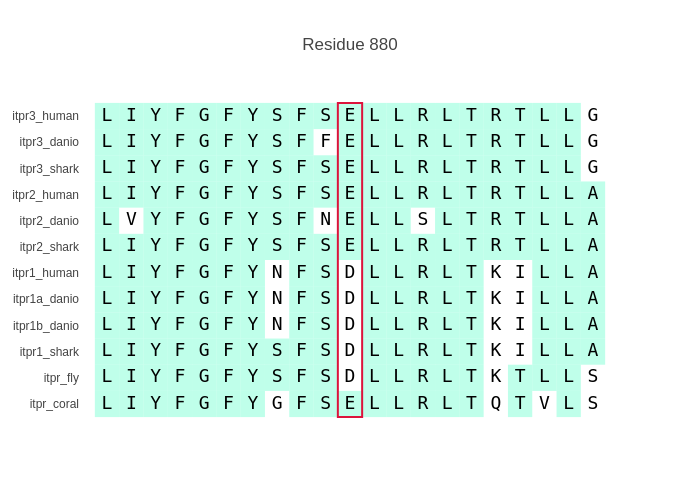 Residue 880
itpr3_human L I Y F G F Y S F S E L L R L T R T L L G
itpr3_danio L I Y F G F Y S F F E L L R L T R T L L G
itpr3_shark L I Y F G F Y S F S E L L R L T R T L L G
itpr2_human L I Y F G F Y S F S E L L R L T R T L L A
itpr2_danio L V Y F G F Y S F N E L L S L T R T L L A
itpr2_shark L I Y F G F Y S F S E L L R L T R T L L A
itpr1_human L I Y F G F Y N F S D L L R L T K I L L A
itpr1a_danio L I Y F G F Y N F S D L L R L T K I L L A
itpr1b_danio L I Y F G F Y N F S D L L R L T K I L L A
itpr1_shark L I Y F G F Y S F S D L L R L T K I L L A
itpr_fly L I Y F G F Y S F S D L L R L T K T L L S
itpr_coral L I Y F G F Y G F S E L L R L T Q T V L S